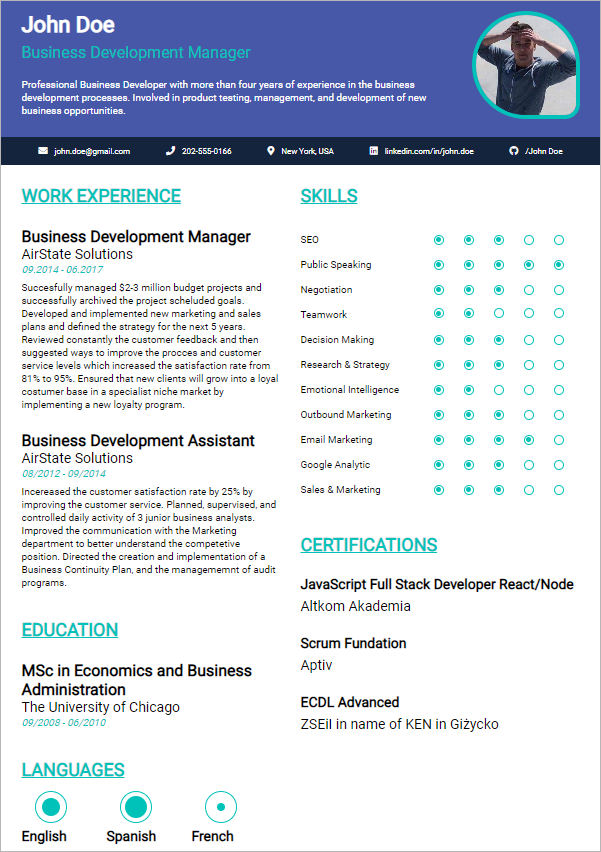 John Doe
Business Development Manager
Professional Business Developer with more than four years of experience in the business
development processes. Involved in product testing, management, and development of new
business opportunities.
john.doe@gmail.com
202-555-0166
New York, USA
linkedin.com/in/john.doe
/John Doe
WORK EXPERIENCE
Business Development Manager
AirState Solutions
09.2014 - 06.2017
Succesfully managed $2-3 million budget projects and
successfully archived the project scheluded goals.
Developed and implemented new marketing and sales
plans and defined the strategy for the next 5 years.
Reviewed constantly the customer feedback and then
suggested ways to improve the procces and customer
service levels which increased the satisfaction rate from
81% to 95%. Ensured that new clients will grow into a loyal
costumer base in a specialist niche market by
implementing a new loyalty program.
Business Development Assistant
AirState Solutions
08/2012 - 09/2014
Incereased the customer satisfaction rate by 25% by
improving the customer service. Planned, supervised, and
controlled daily activity of 3 junior business analysts.
Improved the communication with the Marketing
department to better understand the competetive
position. Directed the creation and implementation of a
Business Continuity Plan, and the managememnt of audit
programs.
EDUCATION
MSc in Economics and Business
Administration
The University of Chicago
09/2008 - 06/2010
LANGUAGES
English
Spanish
French
SKILLS
SEO
Public Speaking
Negotiation
Teamwork
Decision Making
Research & Strategy
Emotional Intelligence
Outbound Marketing
Email Marketing
Google Analytic
Sales & Marketing
CERTIFICATIONS
JavaScript Full Stack Developer React/Node
Altkom Akademia
Scrum Fundation
Aptiv
ECDL Advanced
ZSEiI in name of KEN in Giżycko